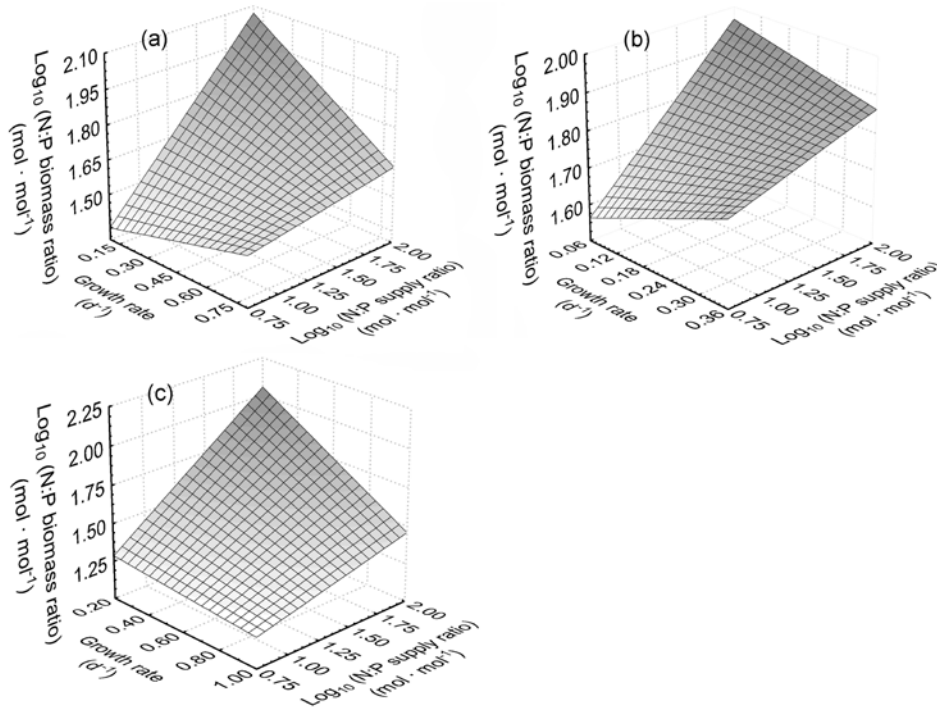 (a)
Log₁₀ (N:P biomass ratio)
(mol · mol⁻¹)
2.10
1.95
1.80
1.65
1.50
0.15
0.30
0.45
0.60
0.75
Growth rate
(d⁻¹)
0.75
1.00
1.25
1.50
1.75
2.00
Log₁₀ (N:P supply ratio)
(mol · mol⁻¹)
(b)
Log₁₀ (N:P biomass ratio)
(mol · mol⁻¹)
2.00
1.90
1.80
1.70
1.60
0.06
0.12
0.18
0.24
0.30
0.36
Growth rate
(d⁻¹)
0.75
1.00
1.25
1.50
1.75
2.00
Log₁₀ (N:P supply ratio)
(mol · mol⁻¹)
(c)
Log₁₀ (N:P biomass ratio)
(mol · mol⁻¹)
2.25
2.00
1.75
1.50
1.25
0.20
0.40
0.60
0.80
1.00
Growth rate
(d⁻¹)
0.75
1.00
1.25
1.50
1.75
2.00
Log₁₀ (N:P supply ratio)
(mol · mol⁻¹)